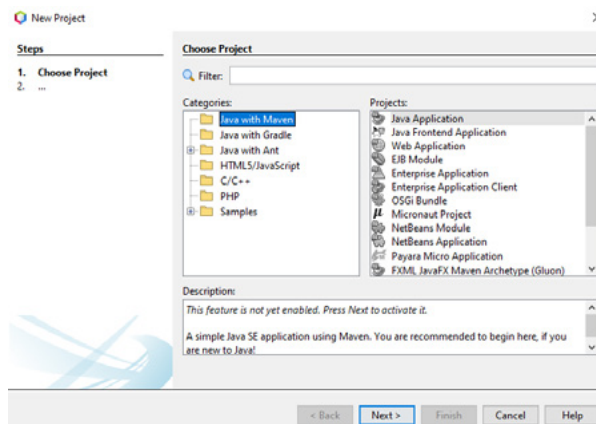 New Project
Steps
1. Choose Project
2. ...
Choose Project
Filter:
Categories:
Java with Maven
Java with Gradle
Java with Ant
HTML5/JavaScript
C/C++
PHP
Samples
Projects:
Java Application
Java Frontend Application
Web Application
EJB Module
Enterprise Application
Enterprise Application Client
OSGi Bundle
Micronaut Project
NetBeans Module
NetBeans Application
Payara Micro Application
FXML JavaFX Maven Archetype (Gluon)
Description:
This feature is not yet enabled. Press Next to activate it.
A simple Java SE application using Maven. You are recommended to begin here, if you
are new to Java!
< Back Next > Finish Cancel Help